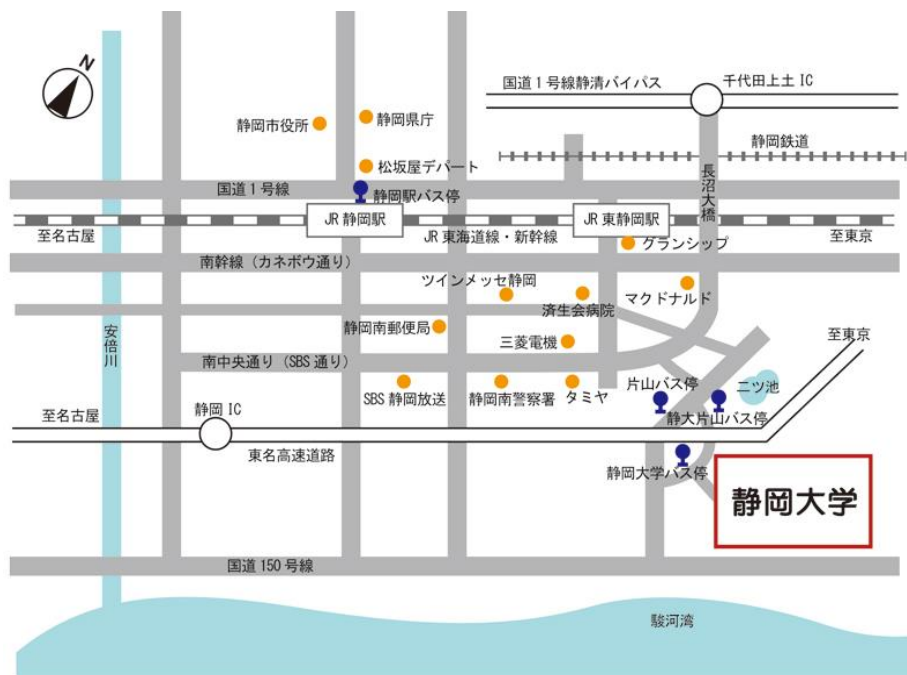 N
国道1号線静清バイパス
千代田上土IC
静岡市役所
静岡県庁
静岡鉄道
松坂屋デパート
長沼大橋
国道1号線
静岡駅バス停
JR 静岡駅
JR 東静岡駅
至名古屋
JR 東海道線・新幹線
グランシップ
至東京
南幹線（カネボウ通り）
ツインメッセ静岡
済生会病院
マクドナルド
安倍川
静岡南郵便局
三菱電機
至東京
南中央通り（SBS 通り）
SBS 静岡放送
静岡南警察署
タミヤ
片山バス停
二ツ池
静大片山バス停
至名古屋
静岡 IC
東名高速道路
静岡大学バス停
静岡大学
国道 150 号線
駿河湾